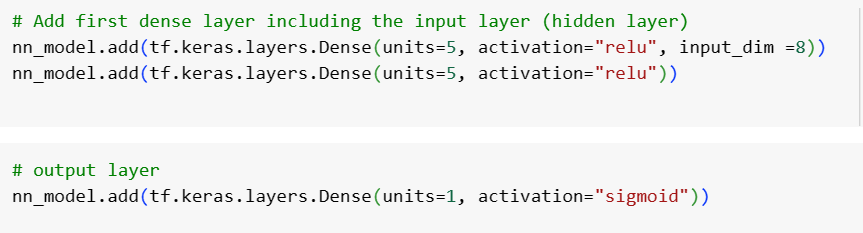 # Add first dense layer including the input layer (hidden layer)
nn_model.add(tf.keras.layers.Dense(units=5, activation="relu", input_dim =8))
nn_model.add(tf.keras.layers.Dense(units=5, activation="relu"))
# output layer
nn_model.add(tf.keras.layers.Dense(units=1, activation="sigmoid"))